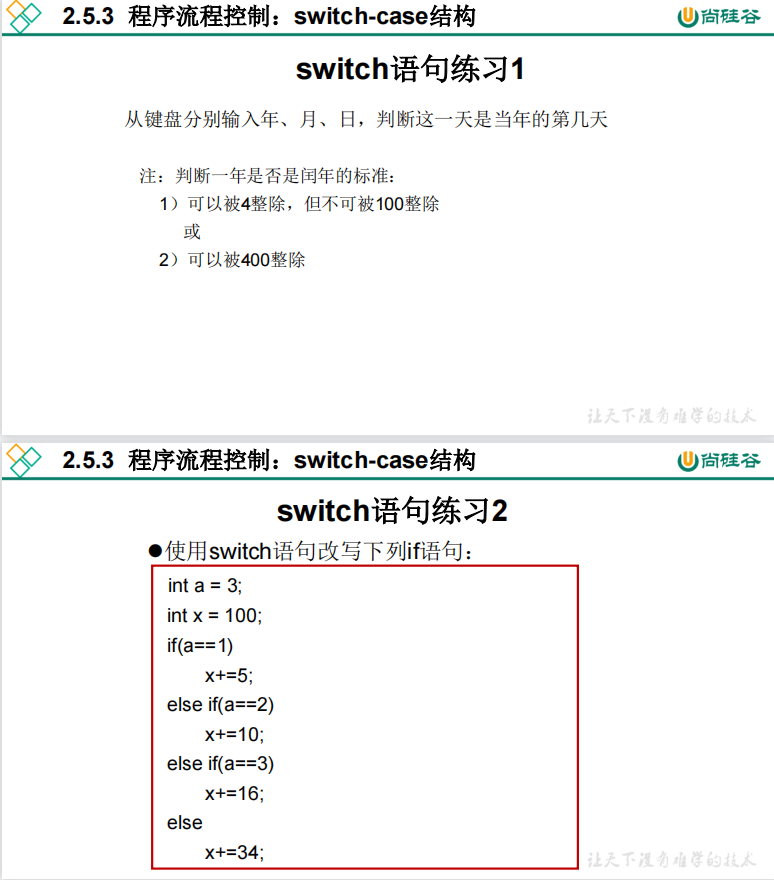 2.5.3 程序流程控制：switch-case结构
尚硅谷
switch语句练习1
从键盘分别输入年、月、日，判断这一天是当年的第几天
注：判断一年是否是闰年的标准：
1）可以被4整除，但不可被100整除
或
2）可以被400整除
让天下没有难学的技术
2.5.3 程序流程控制：switch-case结构
尚硅谷
switch语句练习2
●使用switch语句改写下列if语句：
int a = 3;
int x = 100;
if(a==1)
x+=5;
else if(a==2)
x+=10;
else if(a==3)
x+=16;
else
x+=34;
让天下没有难学的技术